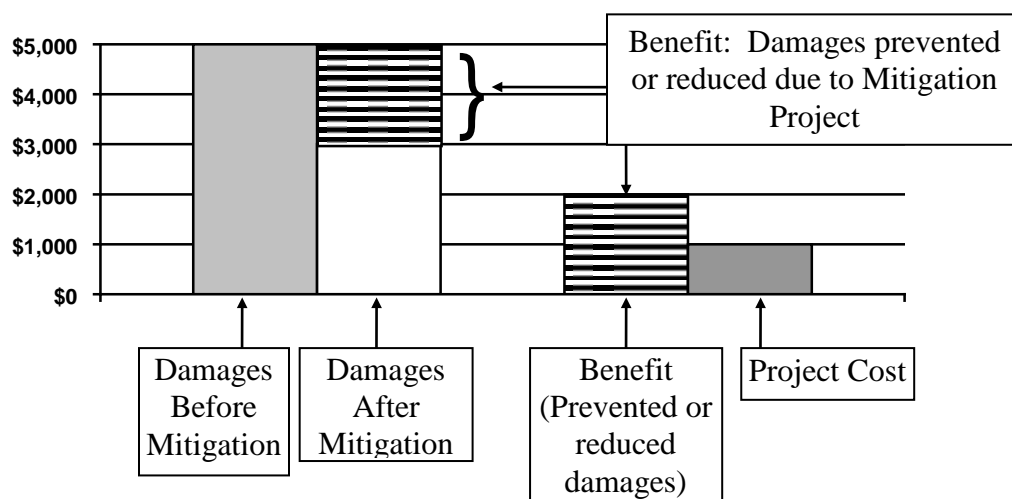 Benefit:  Damages prevented
or reduced due to Mitigation
Project
$5,000
$4,000
$3,000
$2,000
$1,000
$0
Damages
Before
Mitigation
Damages
After
Mitigation
Benefit
(Prevented or
reduced
damages)
Project Cost